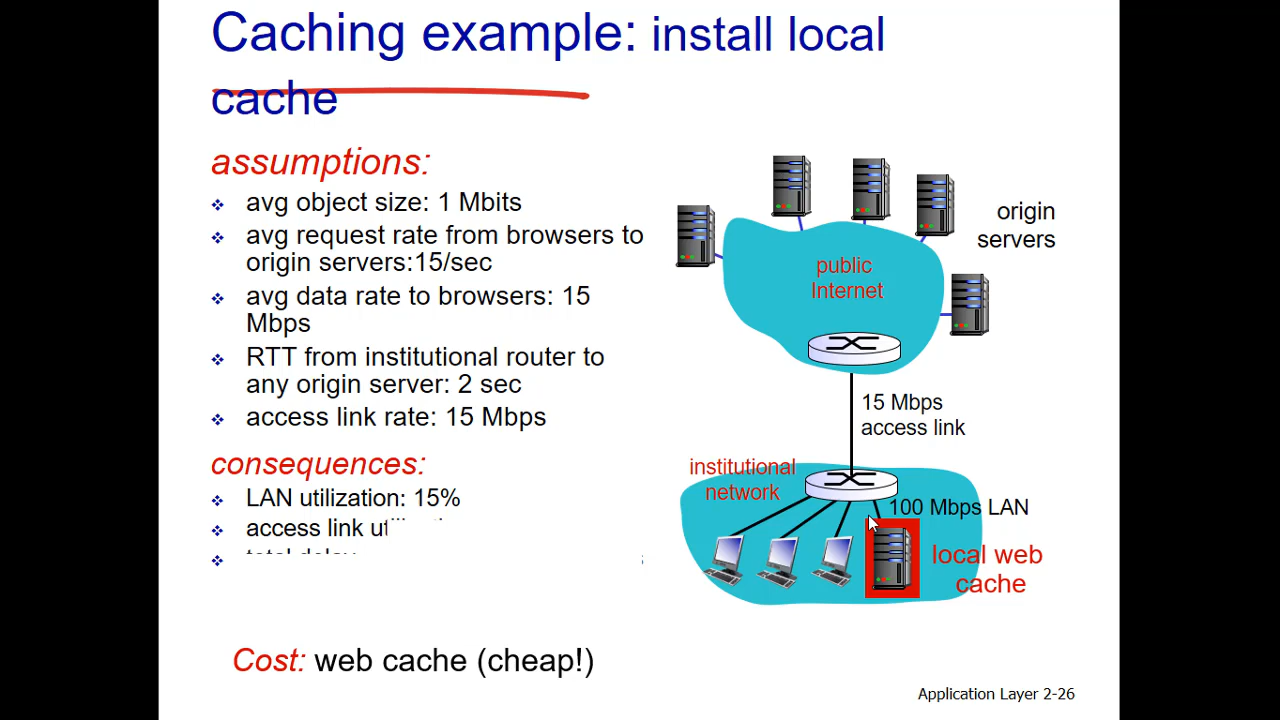 Caching example: install local
cache
assumptions:
avg object size: 1 Mbits
avg request rate from browsers to
origin servers:15/sec
avg data rate to browsers: 15
Mbps
RTT from institutional router to
any origin server: 2 sec
access link rate: 15 Mbps
consequences:
LAN utilization: 15%
access link
total delay
Cost: web cache (cheap!)
origin
servers
public
Internet
15 Mbps
access link
institutional
network
100 Mbps LAN
local web
cache
Application Layer 2-26